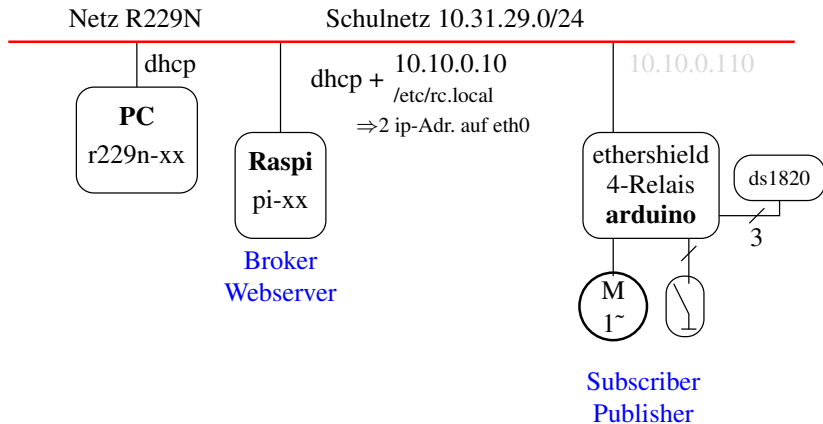 Netz R229N
Schulnetz 10.31.29.0/24
dhcp
PC
r229n-xx
dhcp + 10.10.0.10
/etc/rc.local
⇒2 ip-Adr. auf eth0
10.10.0.110
Raspi
pi-xx
Broker
Webserver
ethershield
4-Relais
arduino
ds1820
3
M
1~
Subscriber
Publisher